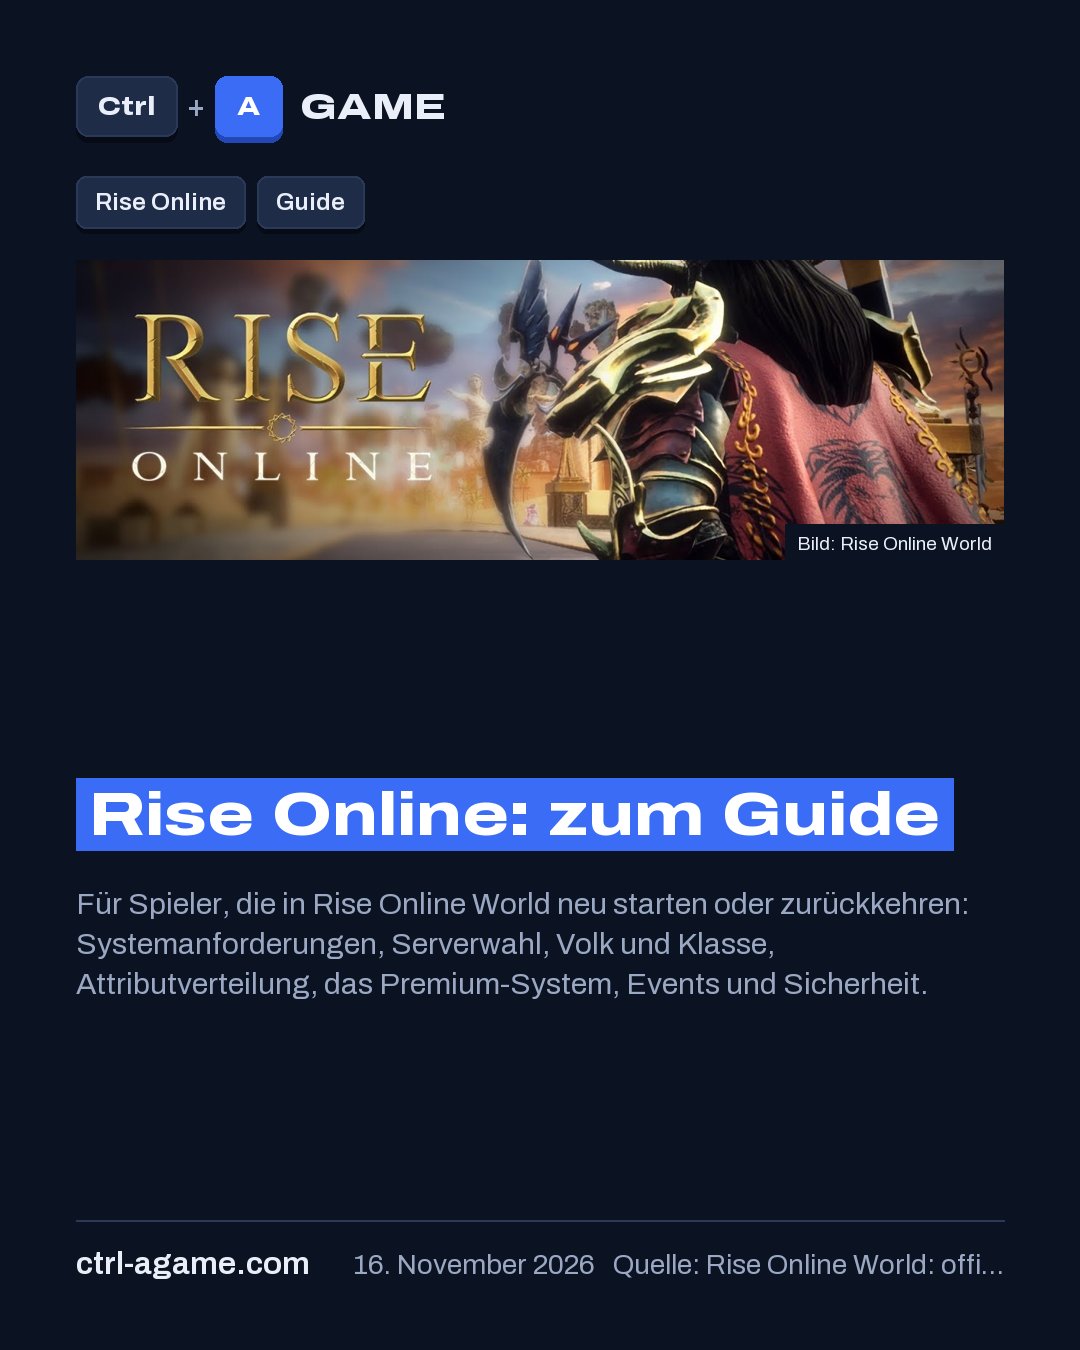 Ctrl + A GAME
Rise Online Guide
RISE
ONLINE
Bild: Rise Online World
Rise Online: zum Guide
Für Spieler, die in Rise Online World neu starten oder zurückkehren:
Systemanforderungen, Serverwahl, Volk und Klasse,
Attributverteilung, das Premium-System, Events und Sicherheit.
ctrl-agame.com 16. November 2026 Quelle: Rise Online World: offi...